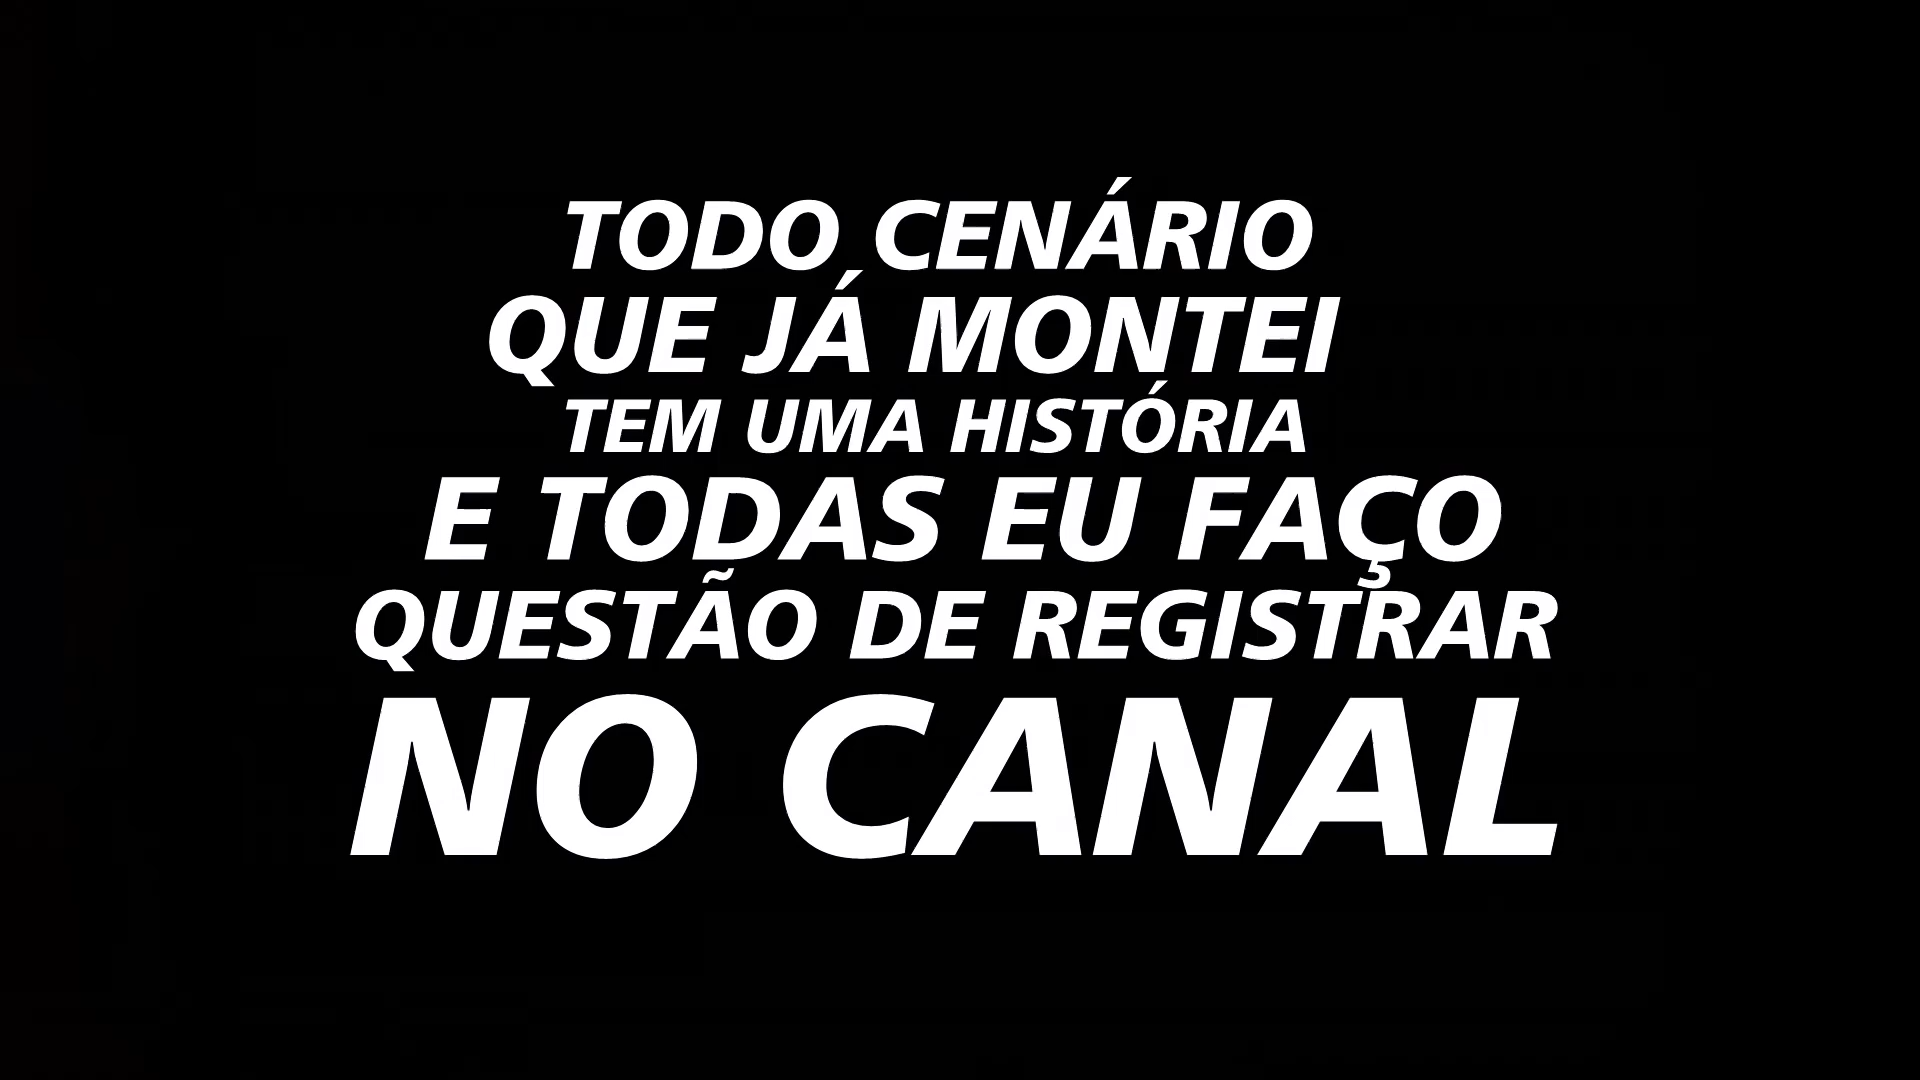 TODO CENÁRIO
QUE JÁ MONTEI
TEM UMA HISTÓRIA
E TODAS EU FAÇO
QUESTÃO DE REGISTRAR
NO CANAL